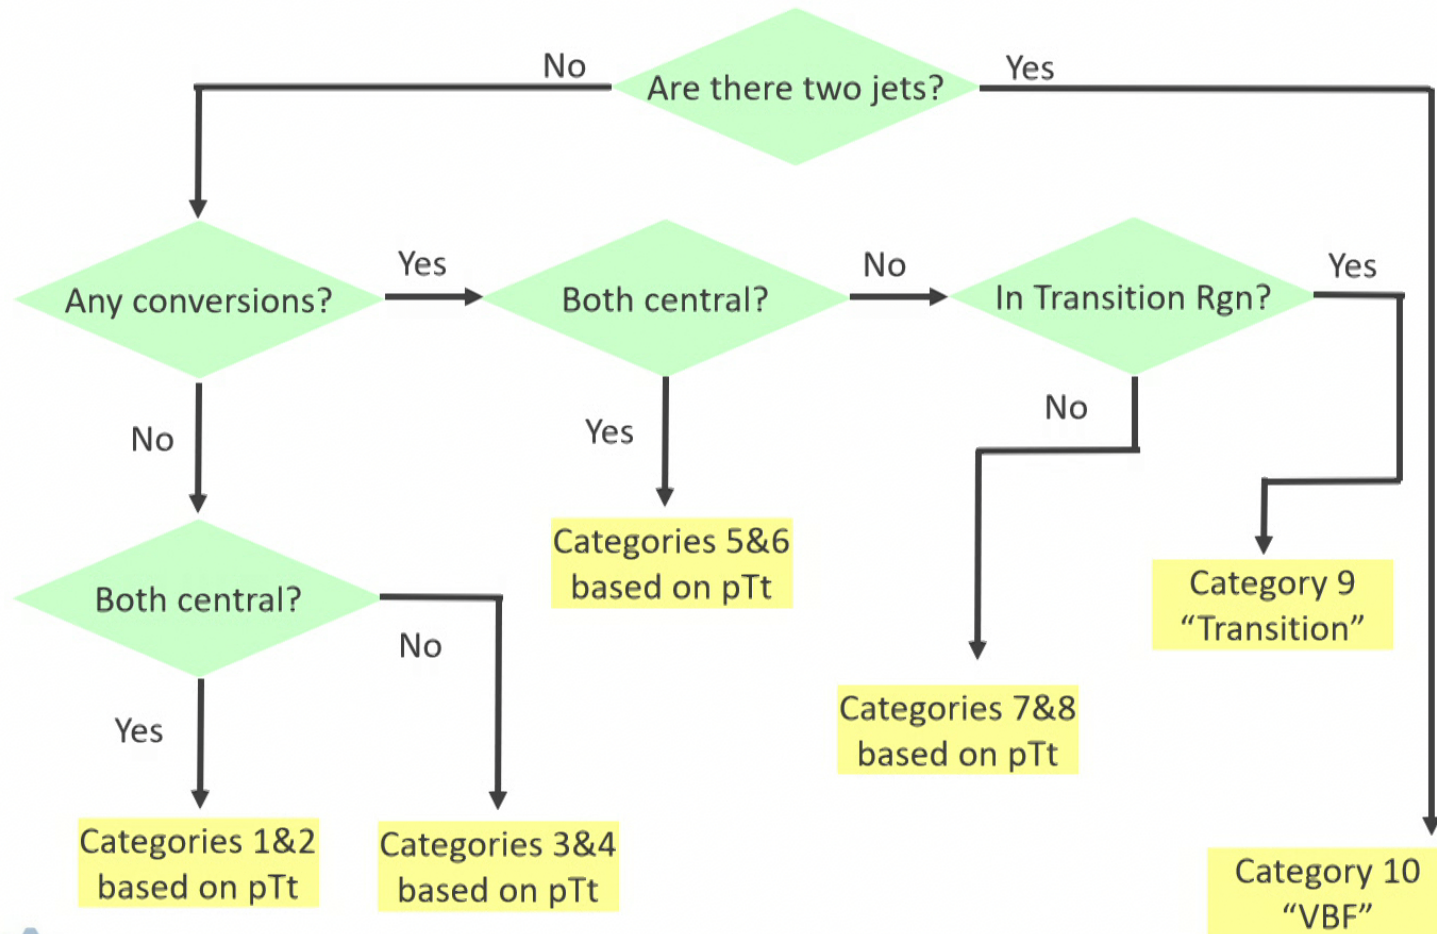 Are there two jets?
No
Yes
Any conversions?
Yes
Both central?
No
In Transition Rgn?
Yes
No
Yes
No
Categories 5&6
based on pTt
Category 9
“Transition”
Both central?
No
Yes
Categories 7&8
based on pTt
Categories 1&2
based on pTt
Categories 3&4
based on pTt
Category 10
“VBF”